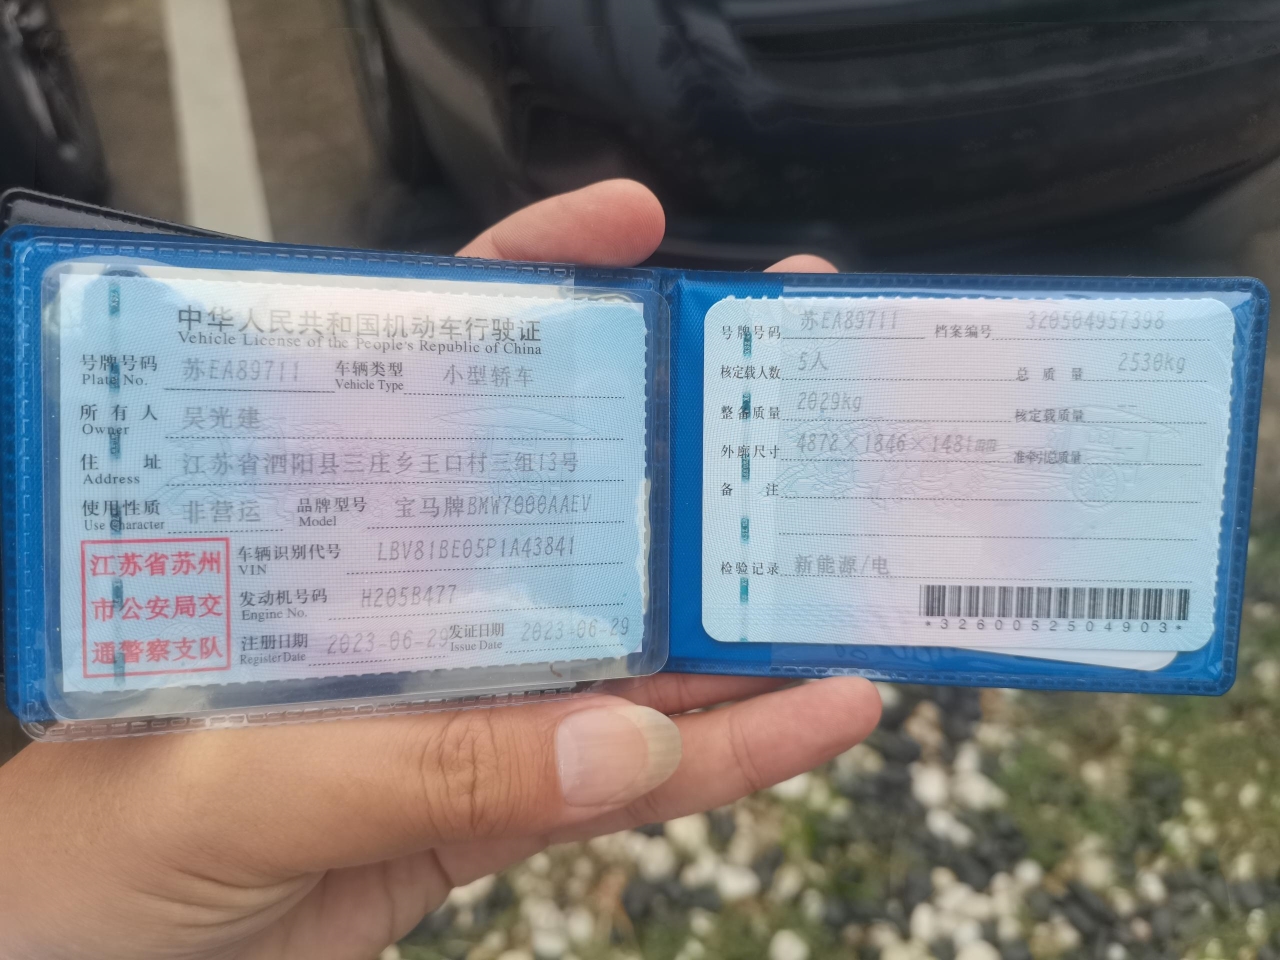 中华人民共和国机动车行驶证
Vehicle License of the People's Republic of China
号牌号码 苏EA89711 车辆类型 小型轿车
Plate No. Vehicle Type
所有人 吴光建
Owner
住址 江苏省泗阳县三庄乡王口村三组13号
Address
使用性质 非营运 品牌型号 宝马牌BMW7000AAEV
Use Character Model
江苏省苏州
市公安局交
通警察支队
车辆识别代号 LBV81BE05P1A43841
VIN
发动机号码 H205B477
Engine No.
注册日期 2023-06-29 发证日期 2023-06-29
Register Date Issue Date
号牌号码 苏EA89711 档案编号 320504957398
核定载人数 5人 总质量 2530kg
整备质量 2029kg 核定载质量 --
外廓尺寸 4872×1846×1481mm 准牵引总质量 --
备注
检验记录 新能源/电
*3260052504903*